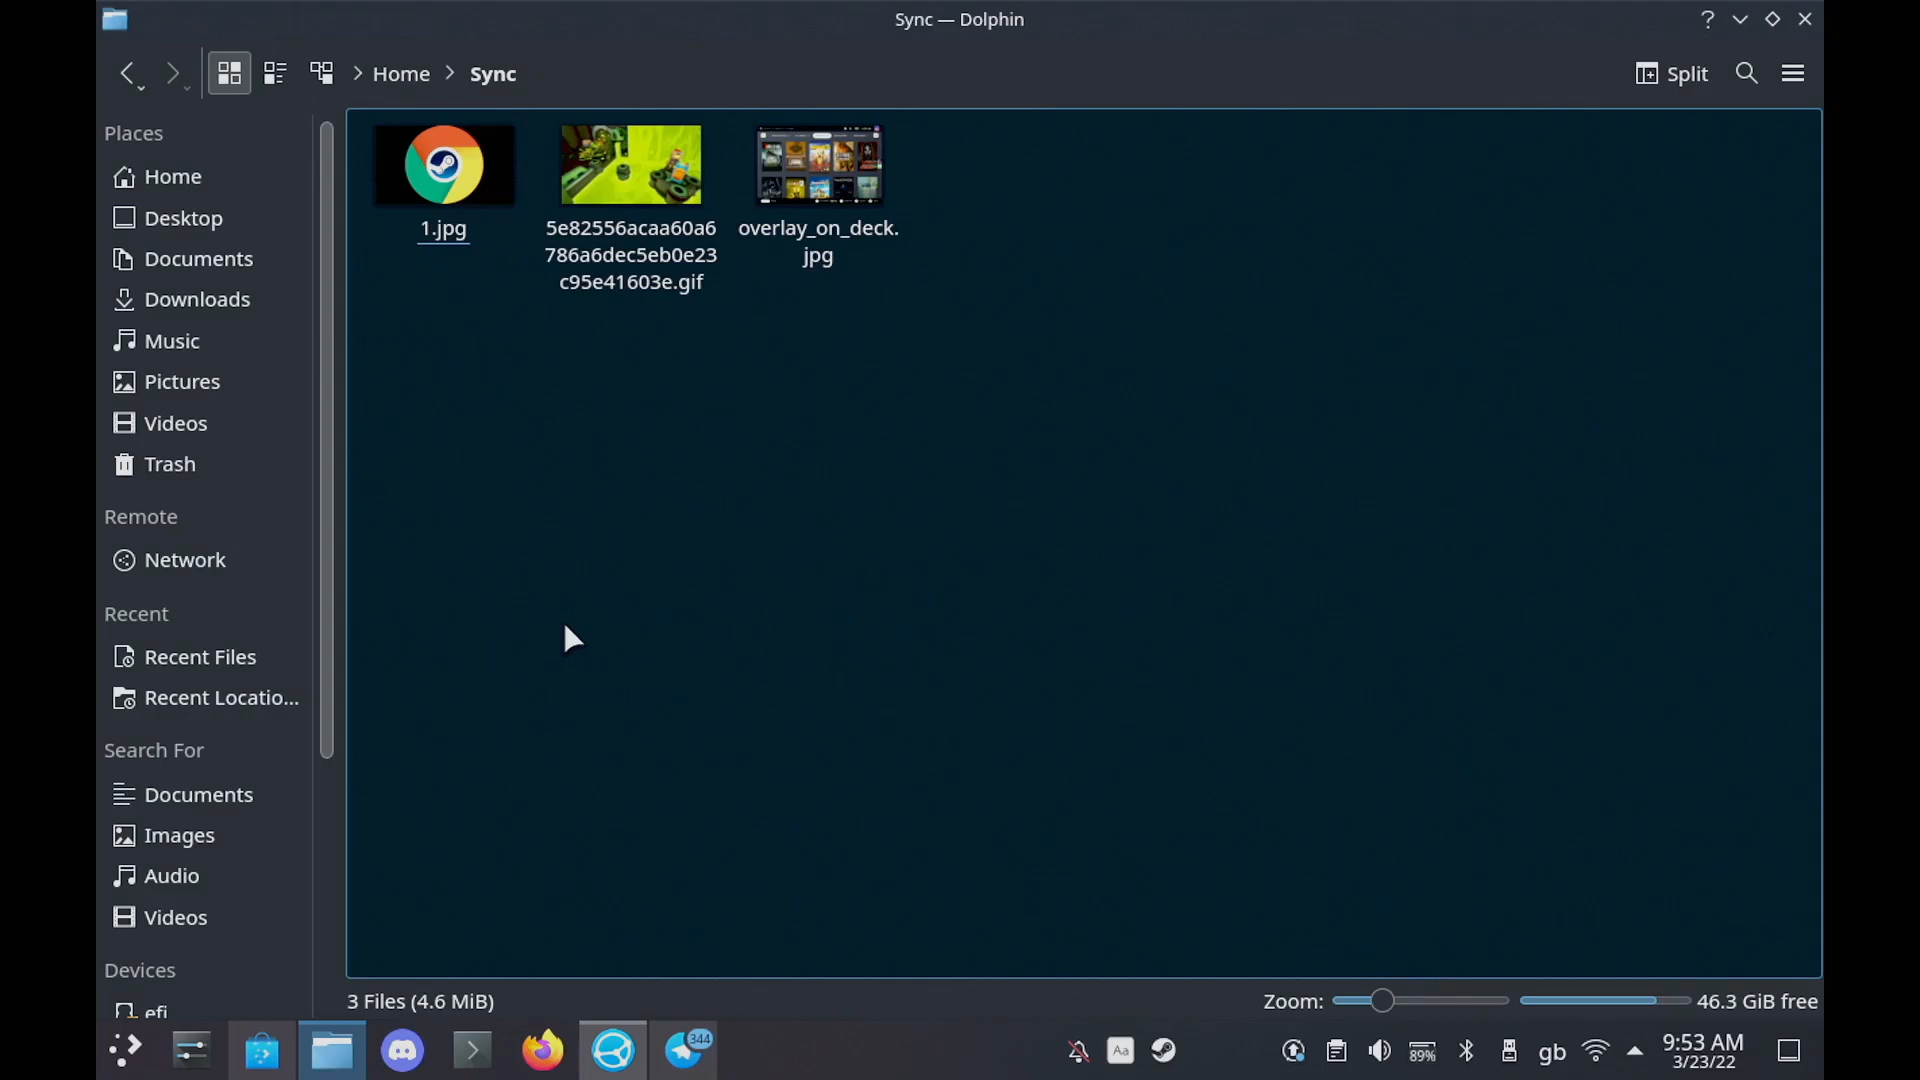 Sync — Dolphin
Home
Sync
Split
Places
Home
Desktop
Documents
Downloads
Music
Pictures
Videos
Trash
Remote
Network
Recent
Recent Files
Recent Locatio...
Search For
Documents
Images
Audio
Videos
Devices
efi
1.jpg
5e82556acaa60a6
786a6dec5eb0e23
c95e41603e.gif
overlay_on_deck.
jpg
3 Files (4.6 MiB)
Zoom:
46.3 GiB free
344
Aa
89%
gb
9:53 AM
3/23/22